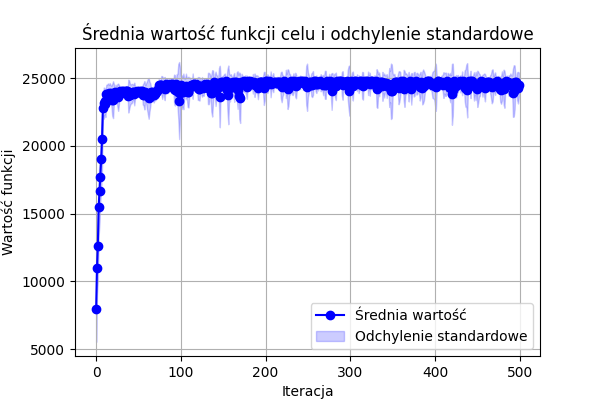 Średnia wartość funkcji celu i odchylenie standardowe
25000
20000
15000
10000
5000
Wartość funkcji
0 100 200 300 400 500
Iteracja
Średnia wartość
Odchylenie standardowe